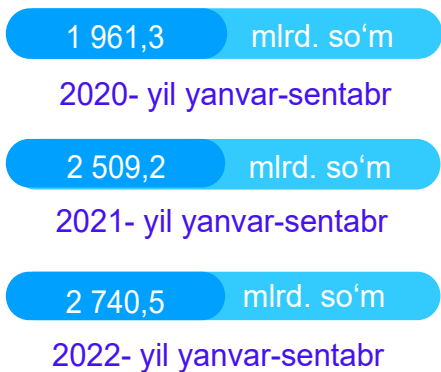 1 961,3 mlrd. so‘m
2020- yil yanvar-sentabr
2 509,2 mlrd. so‘m
2021- yil yanvar-sentabr
2 740,5 mlrd. so‘m
2022- yil yanvar-sentabr